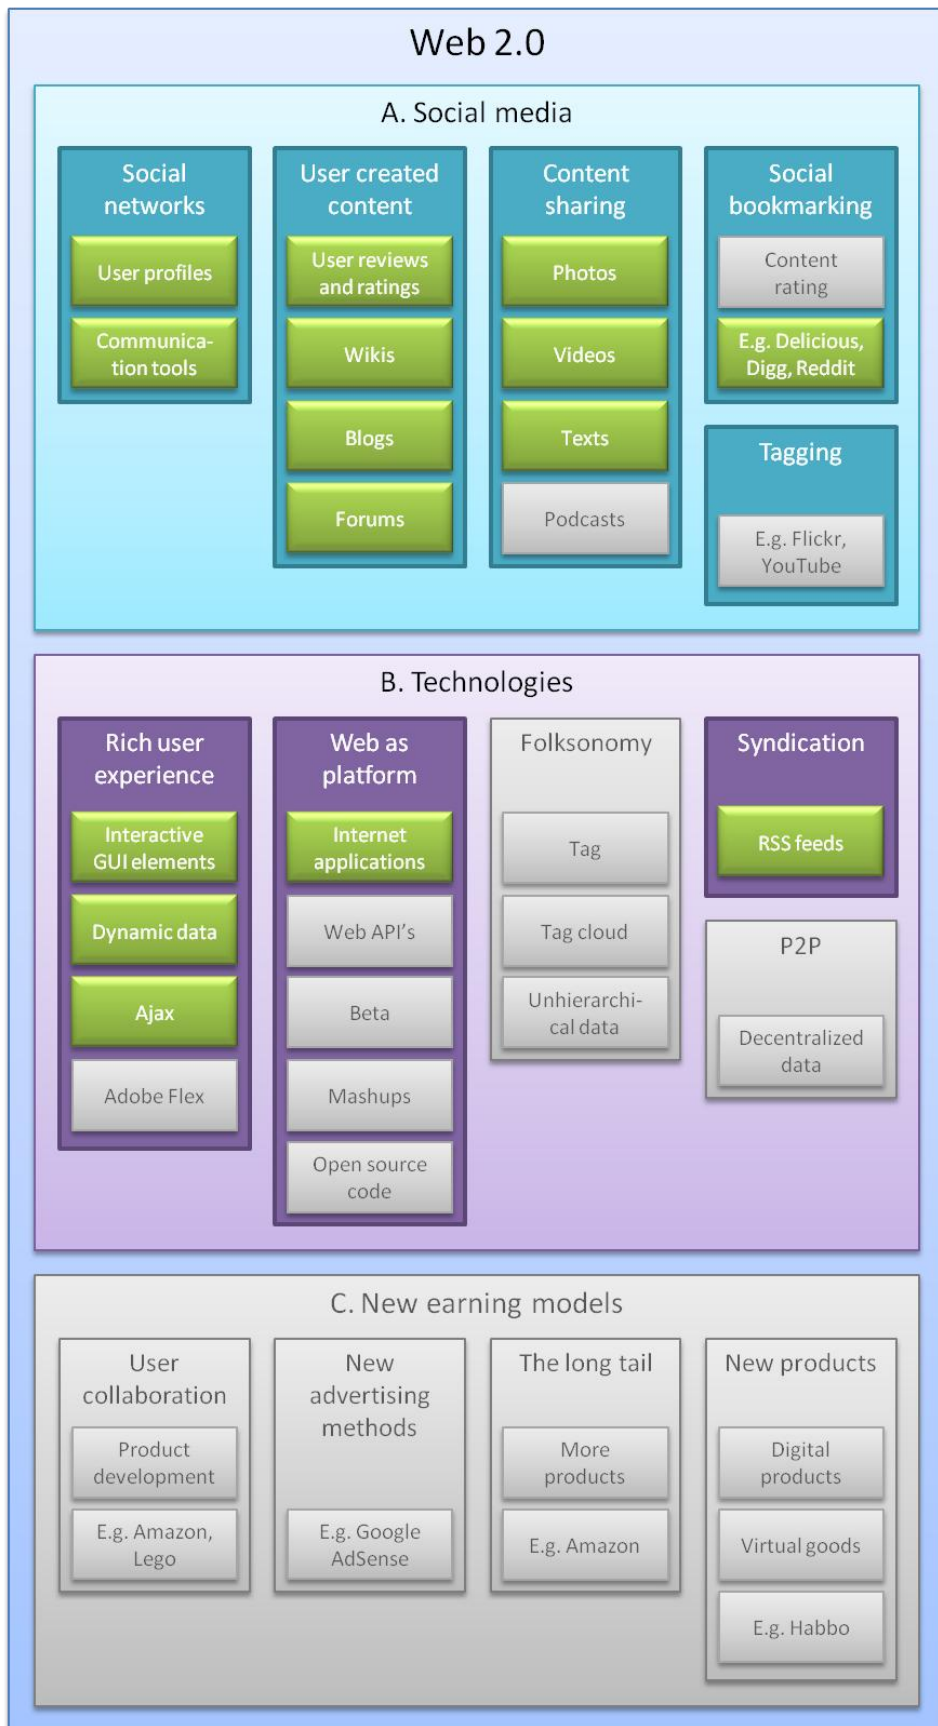 Web 2.0
A. Social media
Social
networks
User profiles
Communica-
tion tools
User created
content
User reviews
and ratings
Wikis
Blogs
Forums
Content
sharing
Photos
Videos
Texts
Podcasts
Social
bookmarking
Content
rating
E.g. Delicious,
Digg, Reddit
Tagging
E.g. Flickr,
YouTube
B. Technologies
Rich user
experience
Interactive
GUI elements
Dynamic data
Ajax
Adobe Flex
Web as
platform
Internet
applications
Web API's
Beta
Mashups
Open source
code
Folksonomy
Tag
Tag cloud
Unhierarchi-
cal data
Syndication
RSS feeds
P2P
Decentralized
data
C. New earning models
User
collaboration
Product
development
E.g. Amazon,
Lego
New
advertising
methods
E.g. Google
AdSense
The long tail
More
products
E.g. Amazon
New products
Digital
products
Virtual goods
E.g. Habbo